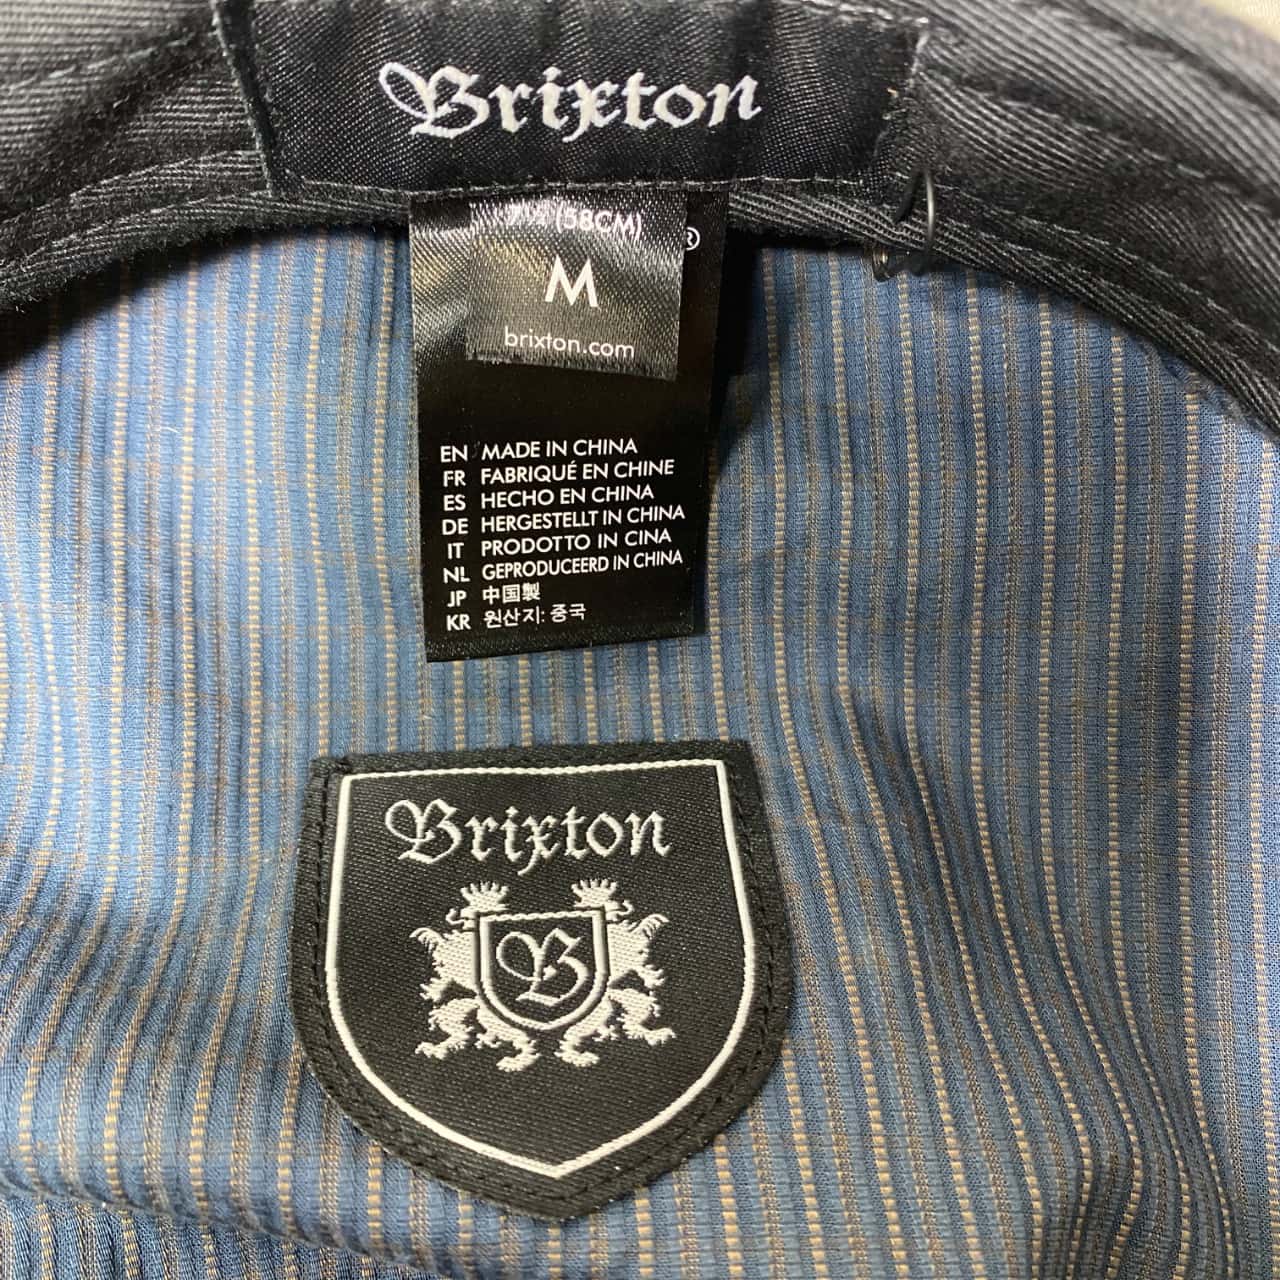 Brixton
7¼ (58CM)
®
M
brixton.com
EN MADE IN CHINA
FR FABRIQUÉ EN CHINE
ES HECHO EN CHINA
DE HERGESTELLT IN CHINA
IT PRODOTTO IN CINA
NL GEPRODUCEERD IN CHINA
JP 中国製
KR 원산지: 중국
Brixton
B